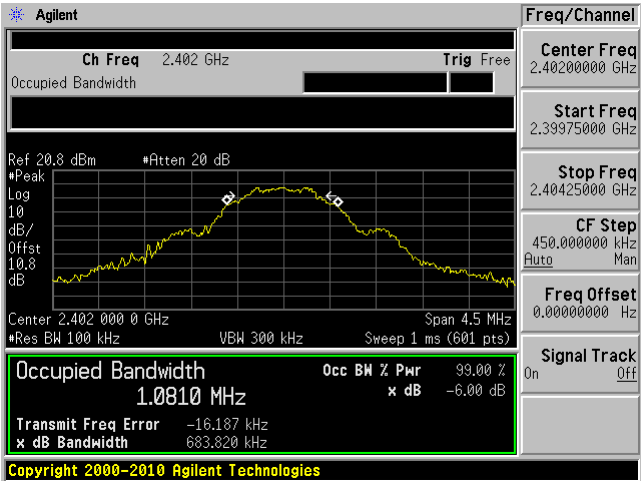 Agilent
Freq/Channel
Ch Freq 2.402 GHz Trig Free
Occupied Bandwidth
Center Freq
2.40200000 GHz
Start Freq
2.39975000 GHz
Stop Freq
2.40425000 GHz
CF Step
450.000000 kHz
Auto Man
Freq Offset
0.00000000 Hz
Signal Track
On Off
Ref 20.8 dBm #Atten 20 dB
#Peak
Log
10
dB/
Offst
10.8
dB
Center 2.402 000 0 GHz Span 4.5 MHz
#Res BW 100 kHz VBW 300 kHz Sweep 1 ms (601 pts)
Occupied Bandwidth
1.0810 MHz
Occ BW % Pwr 99.00 %
x dB -6.00 dB
Transmit Freq Error -16.187 kHz
x dB Bandwidth 683.820 kHz
Copyright 2000-2010 Agilent Technologies